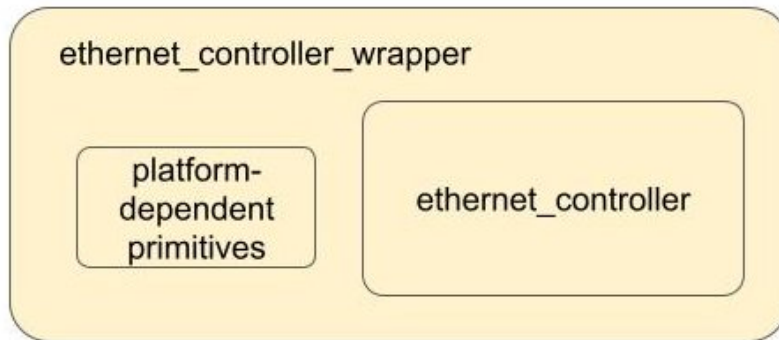 ethernet_controller_wrapper
platform-
dependent
primitives
ethernet_controller